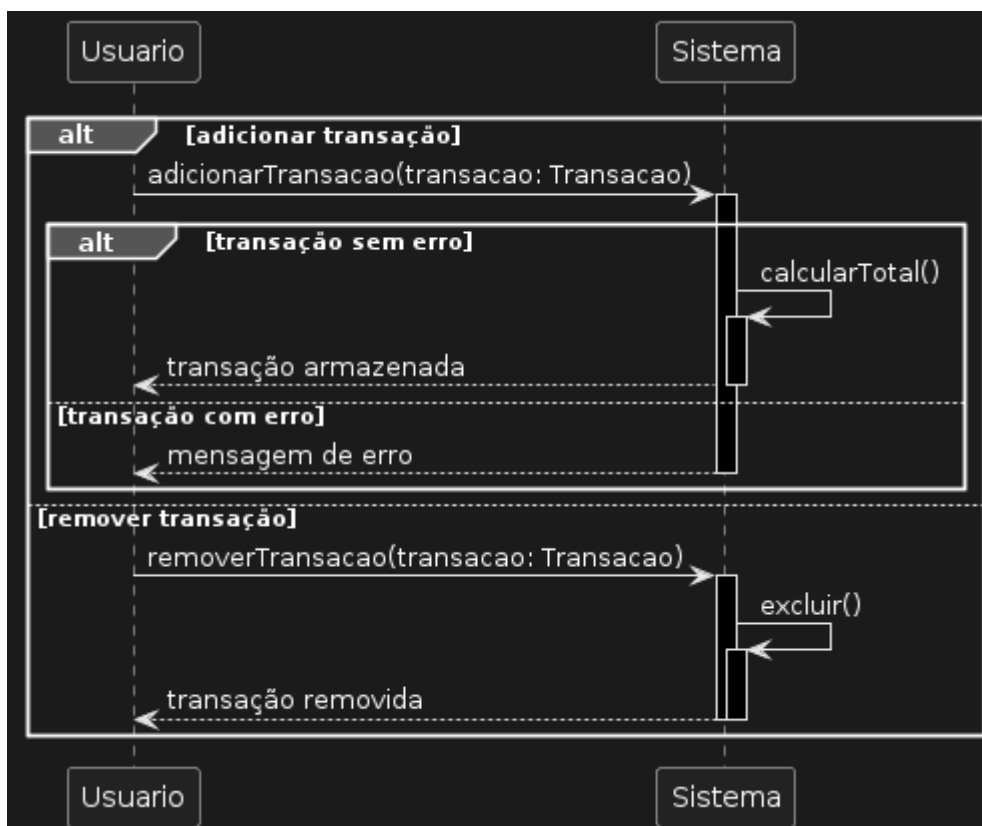 Usuario
Sistema
alt [adicionar transação]
adicionarTransacao(transacao: Transacao)
alt [transação sem erro]
calcularTotal()
transação armazenada
[transação com erro]
mensagem de erro
[remover transação]
removerTransacao(transacao: Transacao)
excluir()
transação removida
Usuario
Sistema